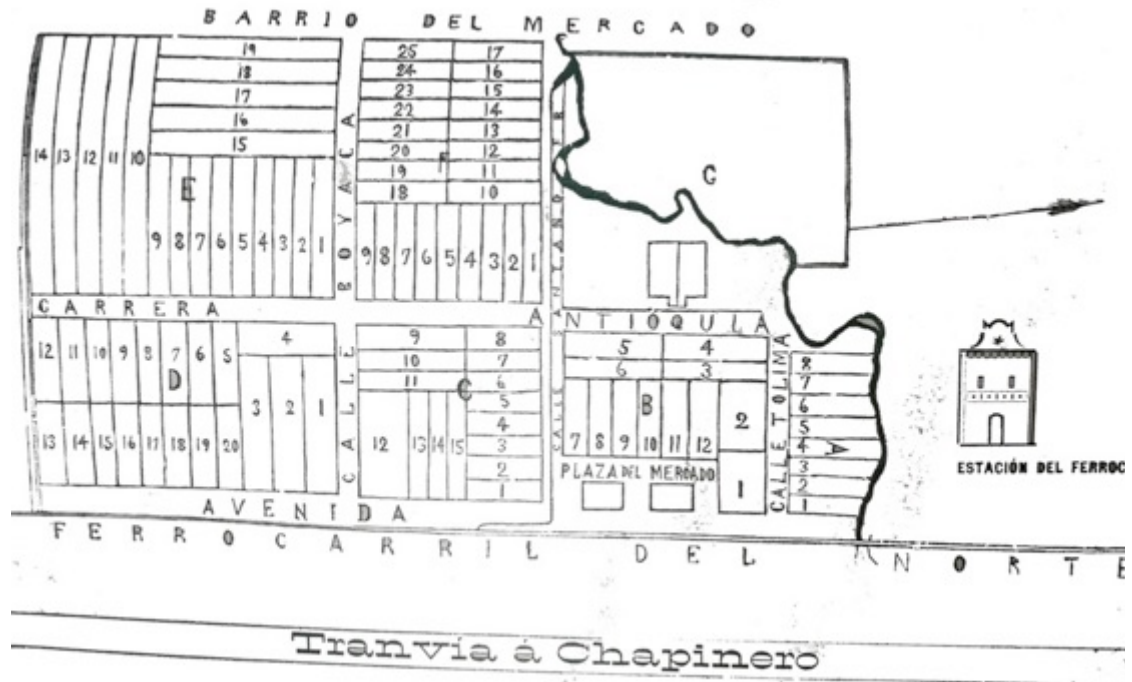 BARRIO DEL MERCADO
19
18
17
16
15
14 13 12 11 10
E
9 8 7 6 5 4 3 2 1
CALLE BOYACA
25 17
24 16
23 15
22 14
21 13
20 12
19 11
18 10
F
9 8 7 6 5 4 3 2 1
CALLE SANTANDER
G
CARRERA ANTIOQUIA
12 11 10 9 8 7 6 5
4
D
3 2 1
13 14 15 16 17 18 19 20
9 8
10 7
11 6
C
5
4
3
2
1
12 13 14 15
5 4
6 3
B
7 8 9 10 11 12
2
1
PLAZA DEL MERCADO
CALLE TOLIMA
8
7
6
5
4
3
2
1
A
ESTACIÓN DEL FERROC
AVENIDA
FERROCARRIL DEL NORTE
Tranvía á Chapinero